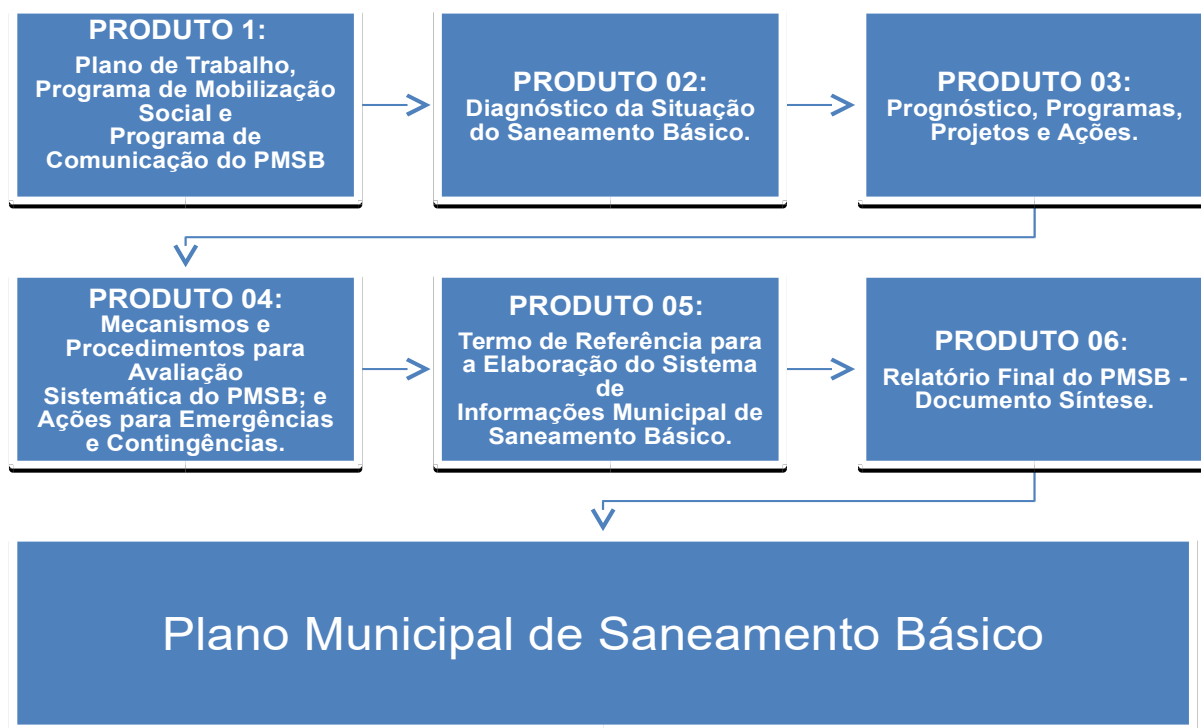 PRODUTO 1:
Plano de Trabalho,
Programa de Mobilização
Social e
Programa de
Comunicação do PMSB
PRODUTO 02:
Diagnóstico da Situação
do Saneamento Básico.
PRODUTO 03:
Prognóstico, Programas,
Projetos e Ações.
PRODUTO 04:
Mecanismos e
Procedimentos para
Avaliação
Sistemática do PMSB; e
Ações para Emergências
e Contingências.
PRODUTO 05:
Termo de Referência para
a Elaboração do Sistema
de
Informações Municipal de
Saneamento Básico.
PRODUTO 06:
Relatório Final do PMSB -
Documento Síntese.
Plano Municipal de Saneamento Básico